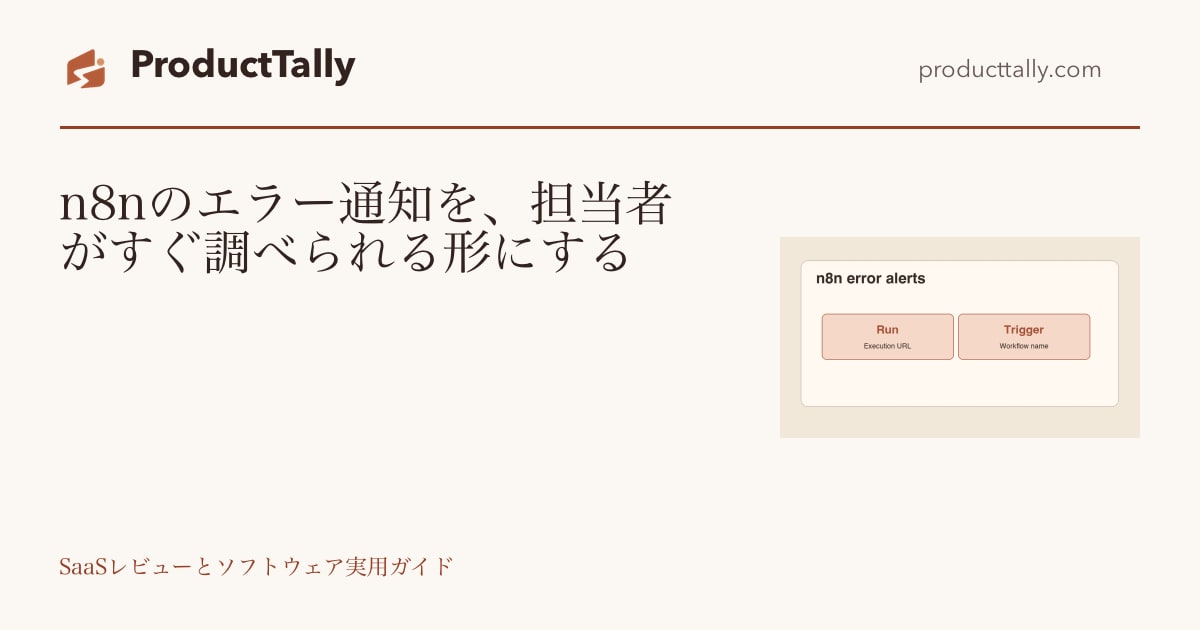 ProductTally
producttally.com
n8nのエラー通知を、担当者
がすぐ調べられる形にする
n8n error alerts
Run
Execution URL
Trigger
Workflow name
SaaSレビューとソフトウェア実用ガイド